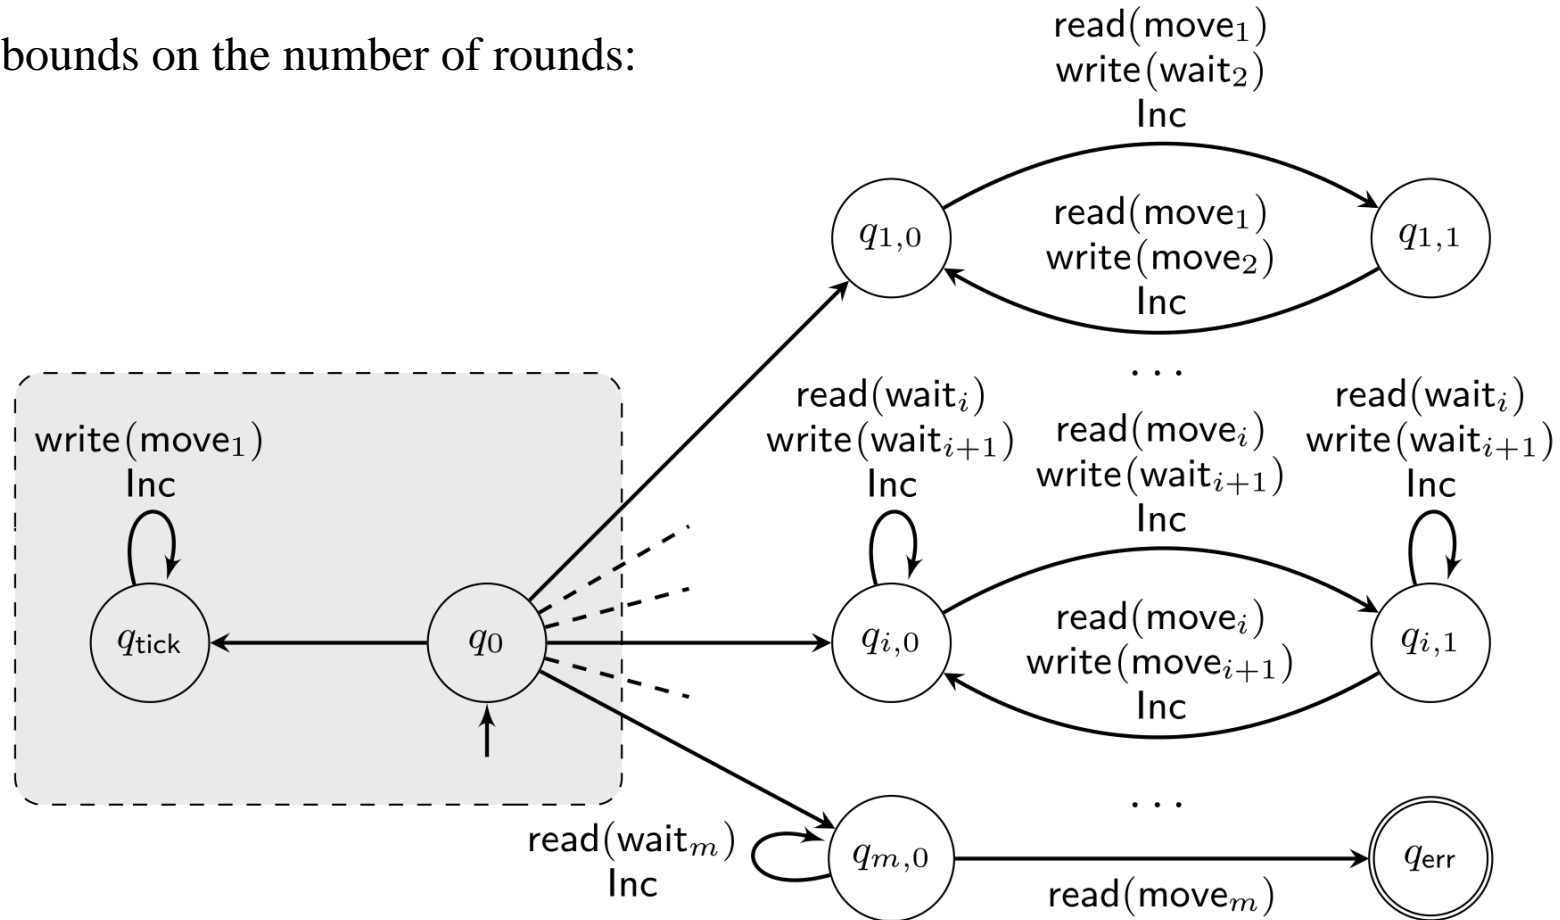 bounds on the number of rounds:
read(move₁)
write(wait₂)
Inc
q₁,₀
read(move₁)
write(move₂)
Inc
q₁,₁
. . .
write(move₁)
Inc
read(waitᵢ)
write(waitᵢ₊₁)
Inc
read(moveᵢ)
write(waitᵢ₊₁)
Inc
read(waitᵢ)
write(waitᵢ₊₁)
Inc
q_tick
q₀
qᵢ,₀
read(moveᵢ)
write(moveᵢ₊₁)
Inc
qᵢ,₁
. . .
read(waitₘ)
Inc
qₘ,₀
read(moveₘ)
q_err